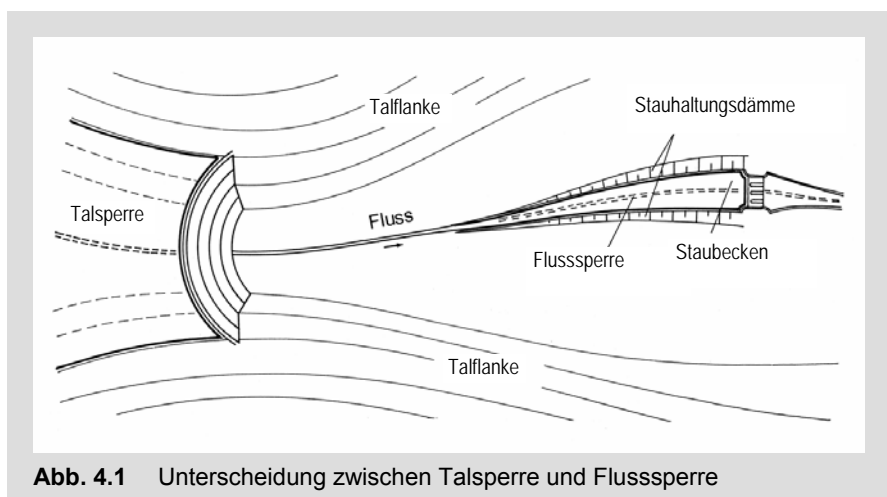 Talflanke
Stauhaltungsdämme
Talsperre
Fluss
Flusssperre
Staubecken
Talflanke
Abb. 4.1 Unterscheidung zwischen Talsperre und Flusssperre